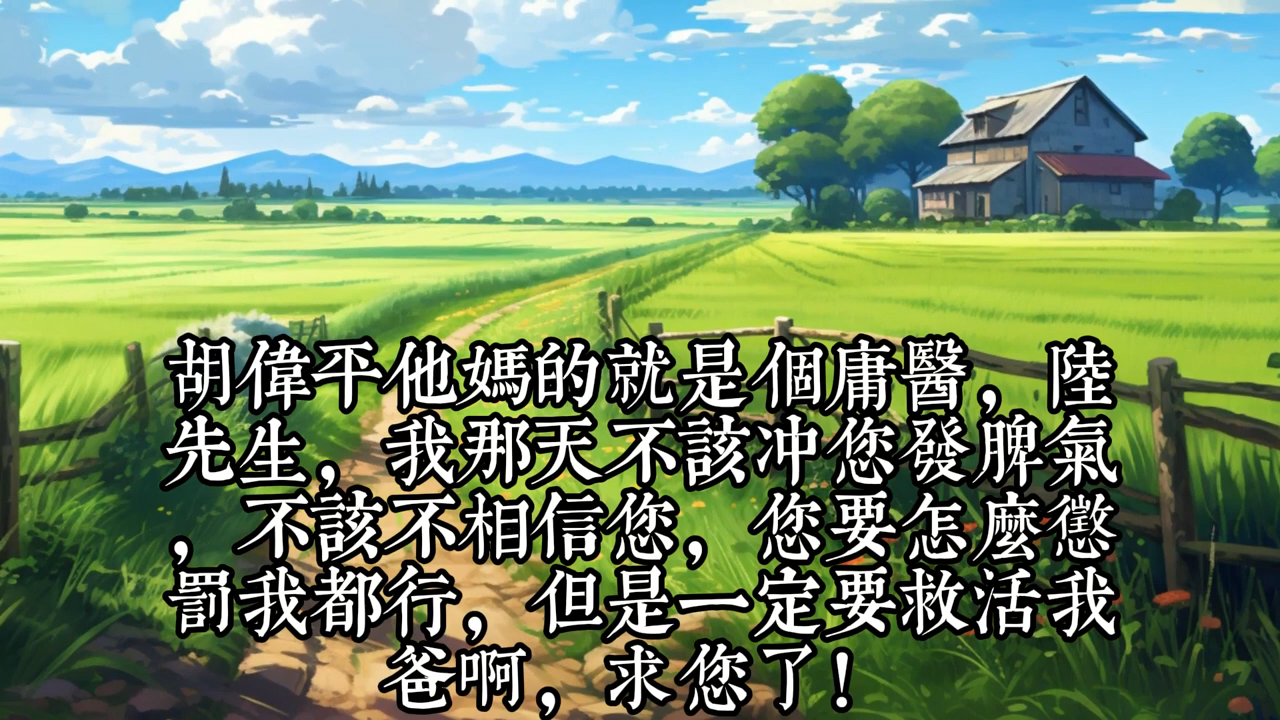 胡偉平他媽的就是個庸醫，陸
先生，我那天不該冲您發脾氣
，不該不相信您，您要怎麼懲
罰我都行，但是一定要救活我
爸啊，求您了！